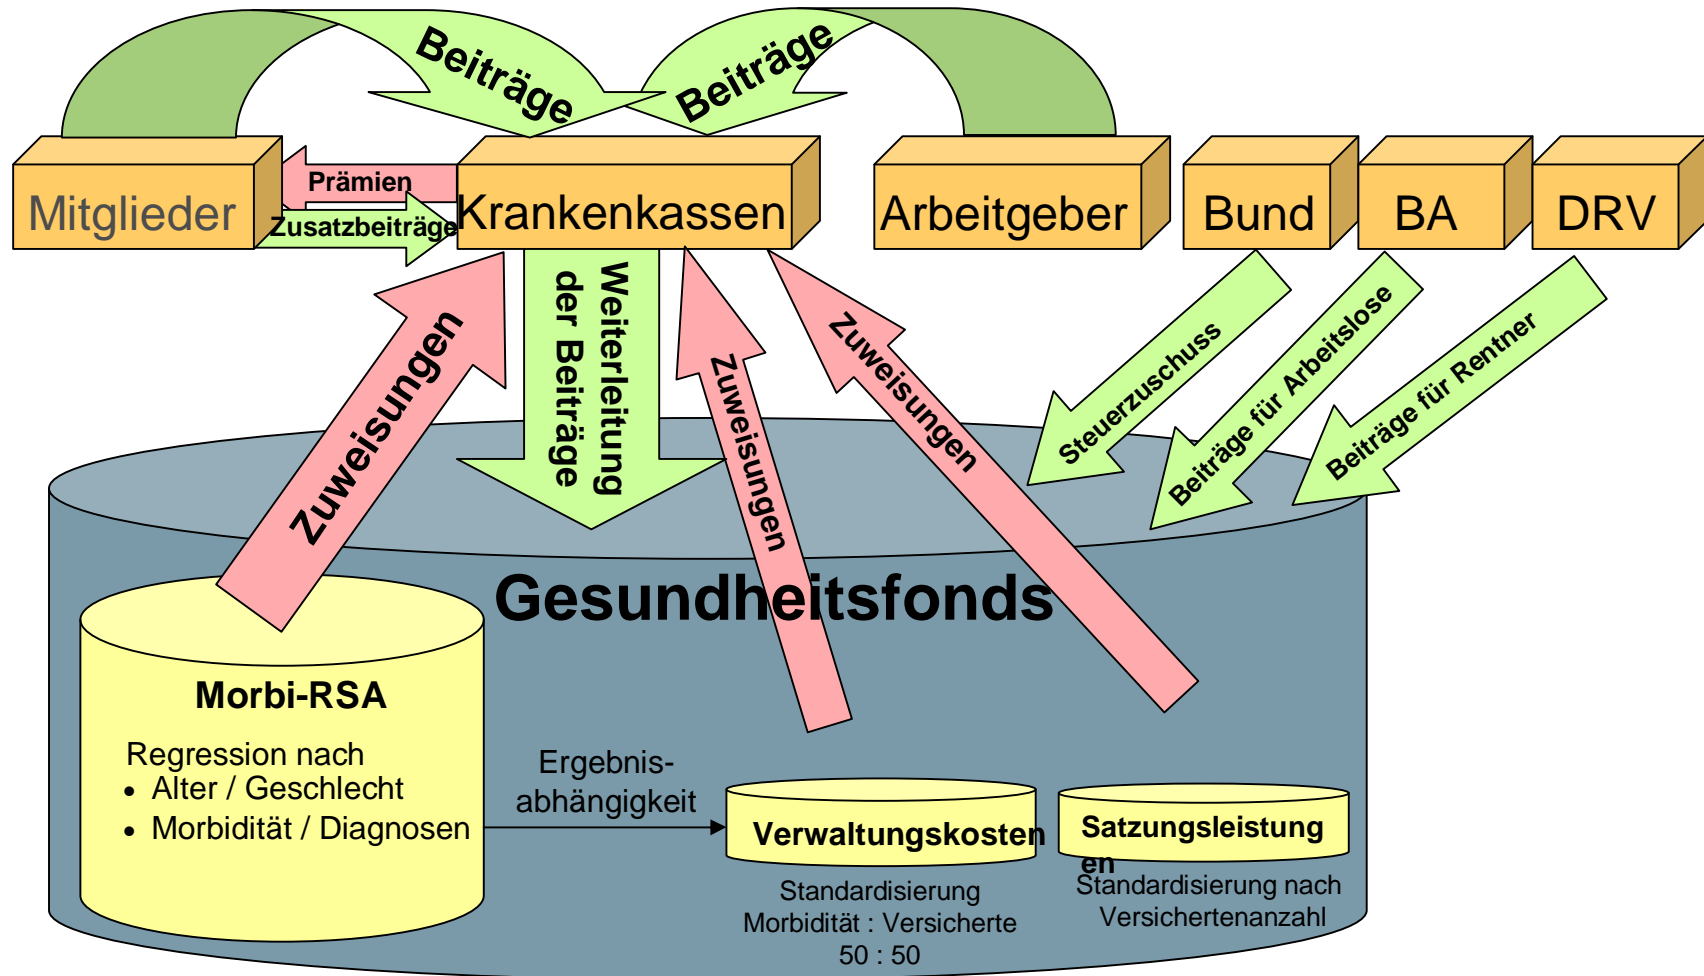 Beiträge
Beiträge
Mitglieder
Prämien
Zusatzbeiträge
Krankenkassen
Arbeitgeber
Bund
BA
DRV
Zuweisungen
Weiterleitung
der Beiträge
Zuweisungen
Zuweisungen
Steuerzuschuss
Beiträge für Arbeitslose
Beiträge für Rentner
Gesundheitsfonds
Morbi-RSA
Regression nach
• Alter / Geschlecht
• Morbidität / Diagnosen
Ergebnis-
abhängigkeit
Verwaltungskosten
Standardisierung
Morbidität : Versicherte
50 : 50
Satzungsleistung
en
Standardisierung nach
Versichertenanzahl